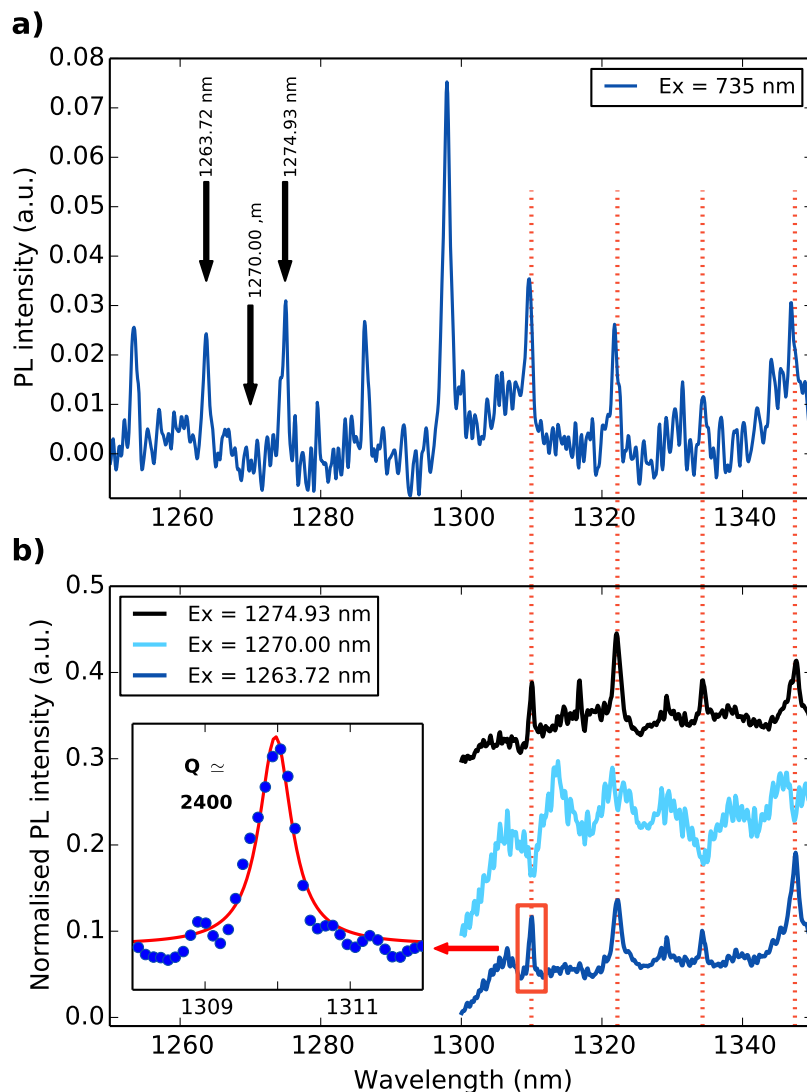 a)
0.08
0.07
0.06
0.05
0.04
0.03
0.02
0.01
0.00
PL intensity (a.u.)
1263.72 nm
1270.00 ,m
1274.93 nm
Ex = 735 nm
1260 1280 1300 1320 1340
b)
0.5
0.4
0.3
0.2
0.1
0.0
Normalised PL intensity (a.u.)
Ex = 1274.93 nm
Ex = 1270.00 nm
Ex = 1263.72 nm
Q ≃
2400
1309 1311
1260 1280 1300 1320 1340
Wavelength (nm)